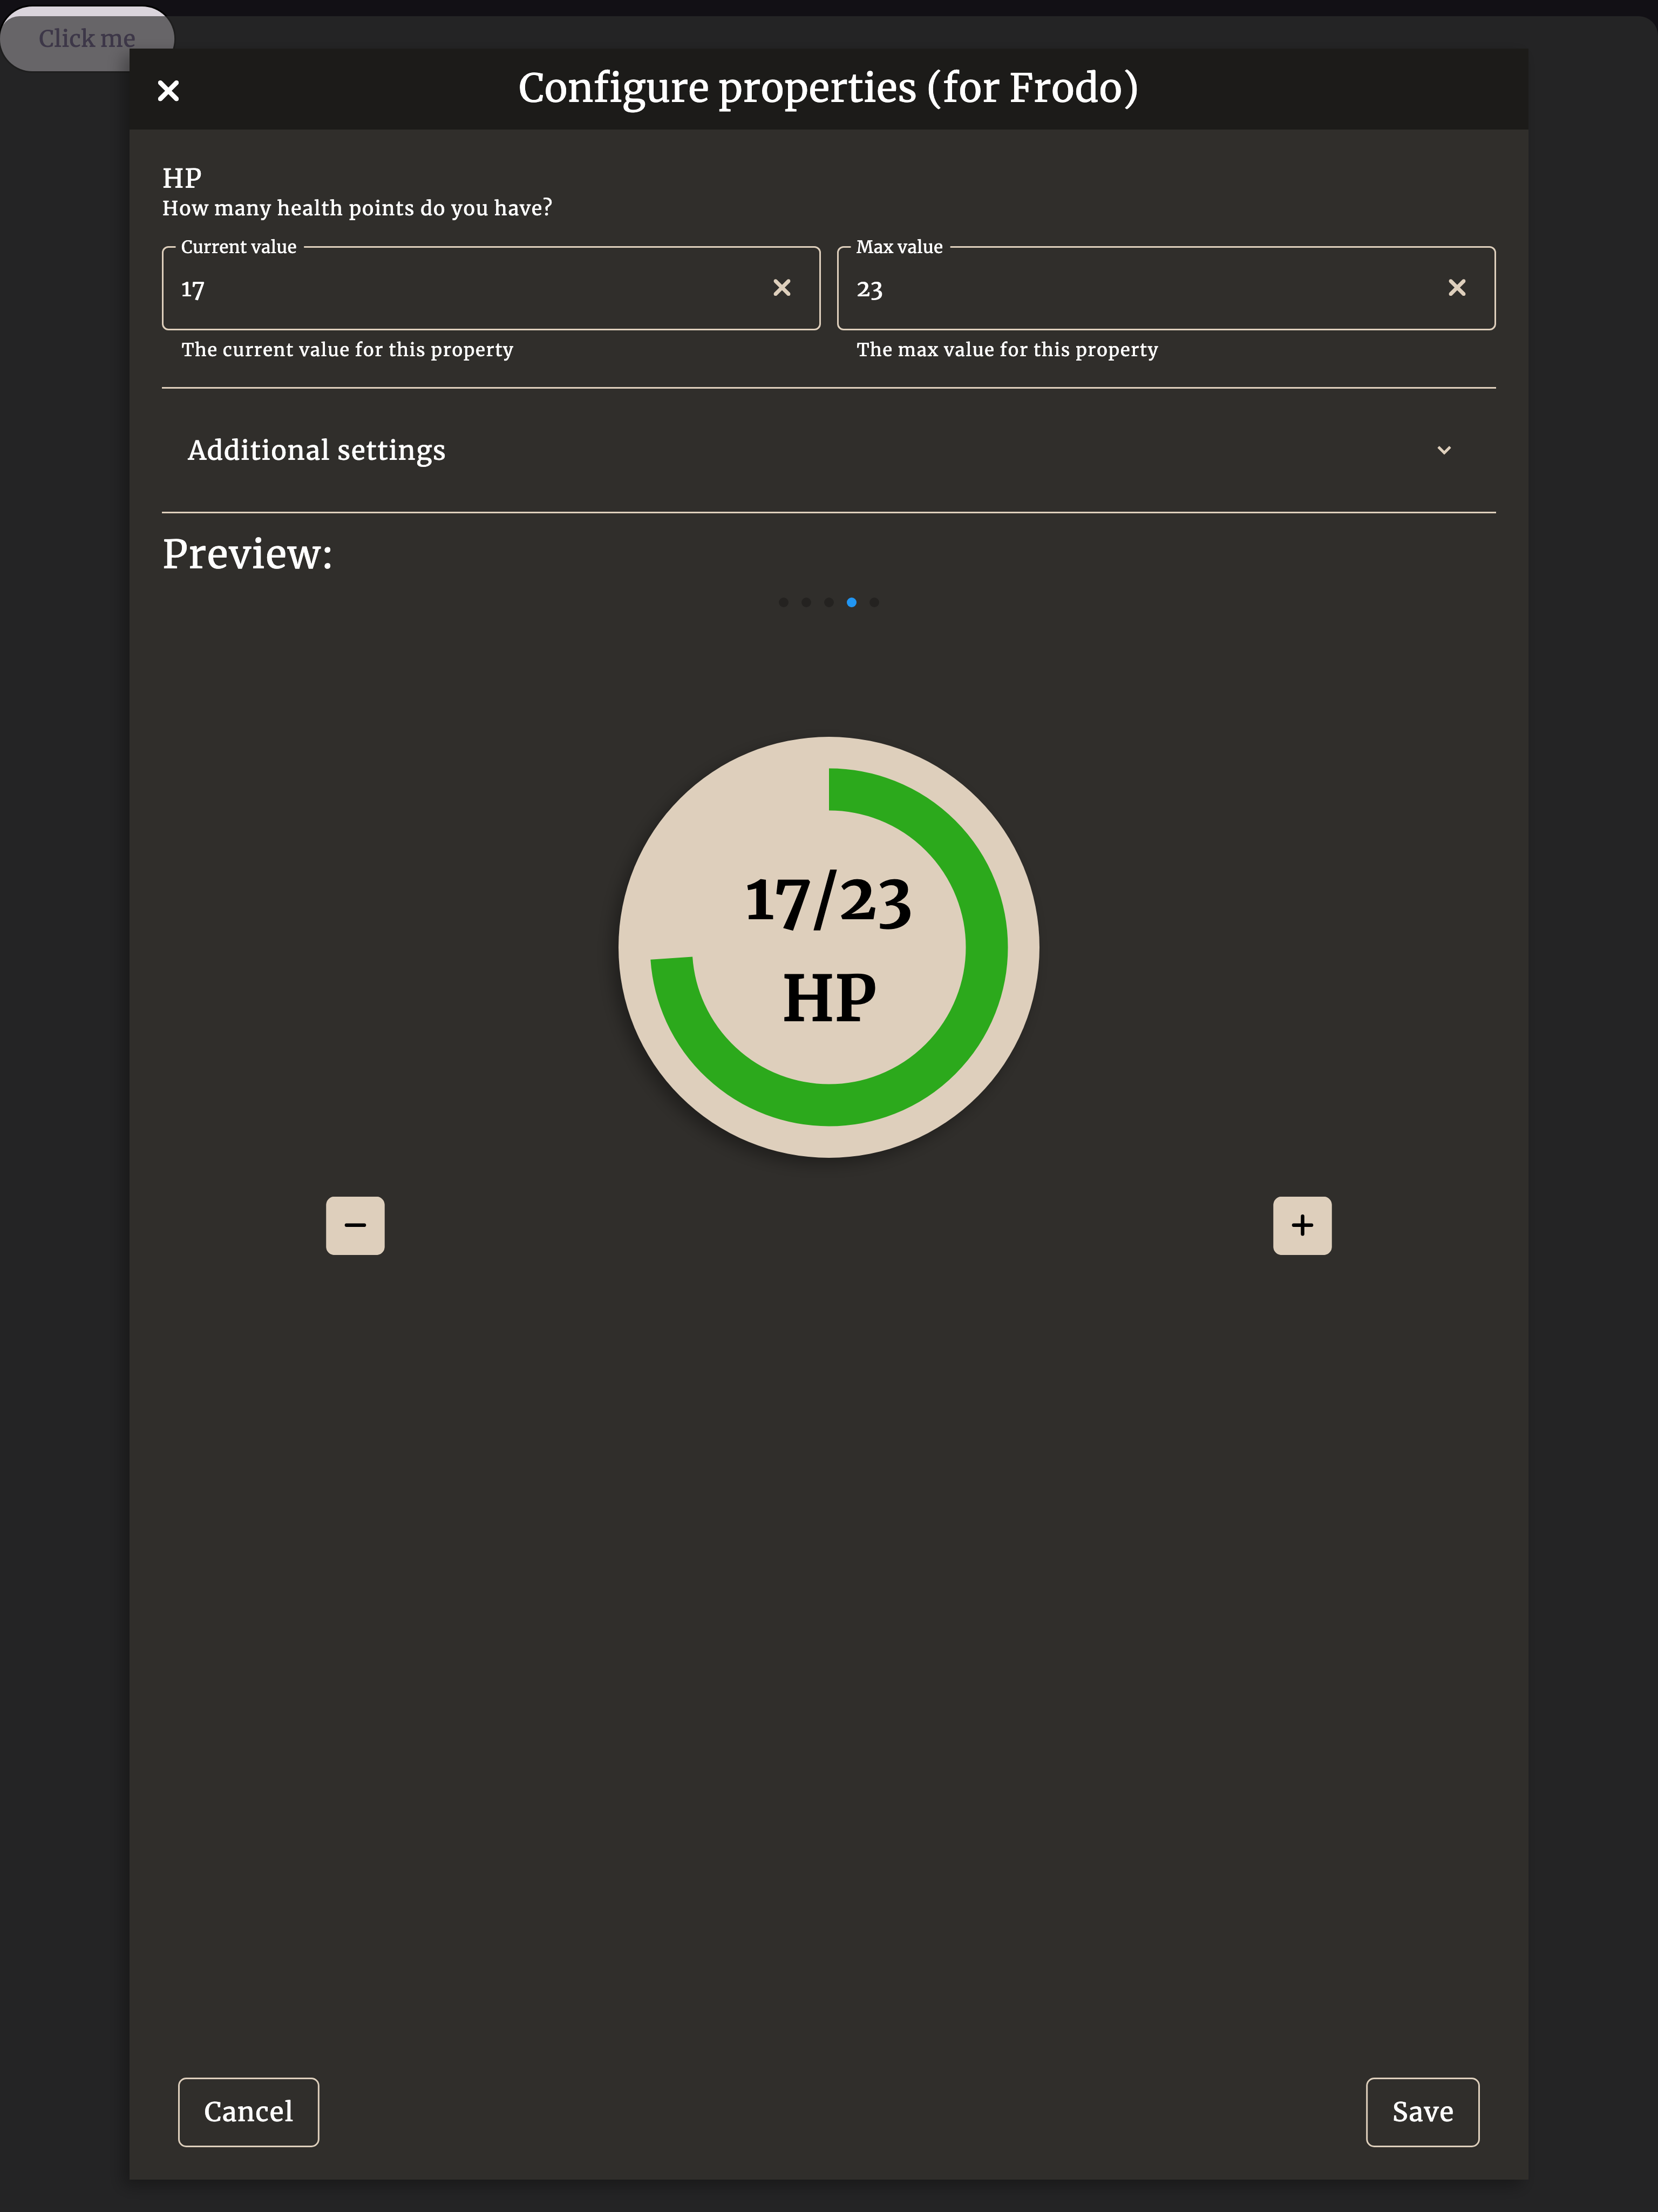 Click me
Configure properties (for Frodo)
HP
How many health points do you have?
Current value
17
The current value for this property
Max value
23
The max value for this property
Additional settings
Preview:
17/23
HP
Cancel
Save